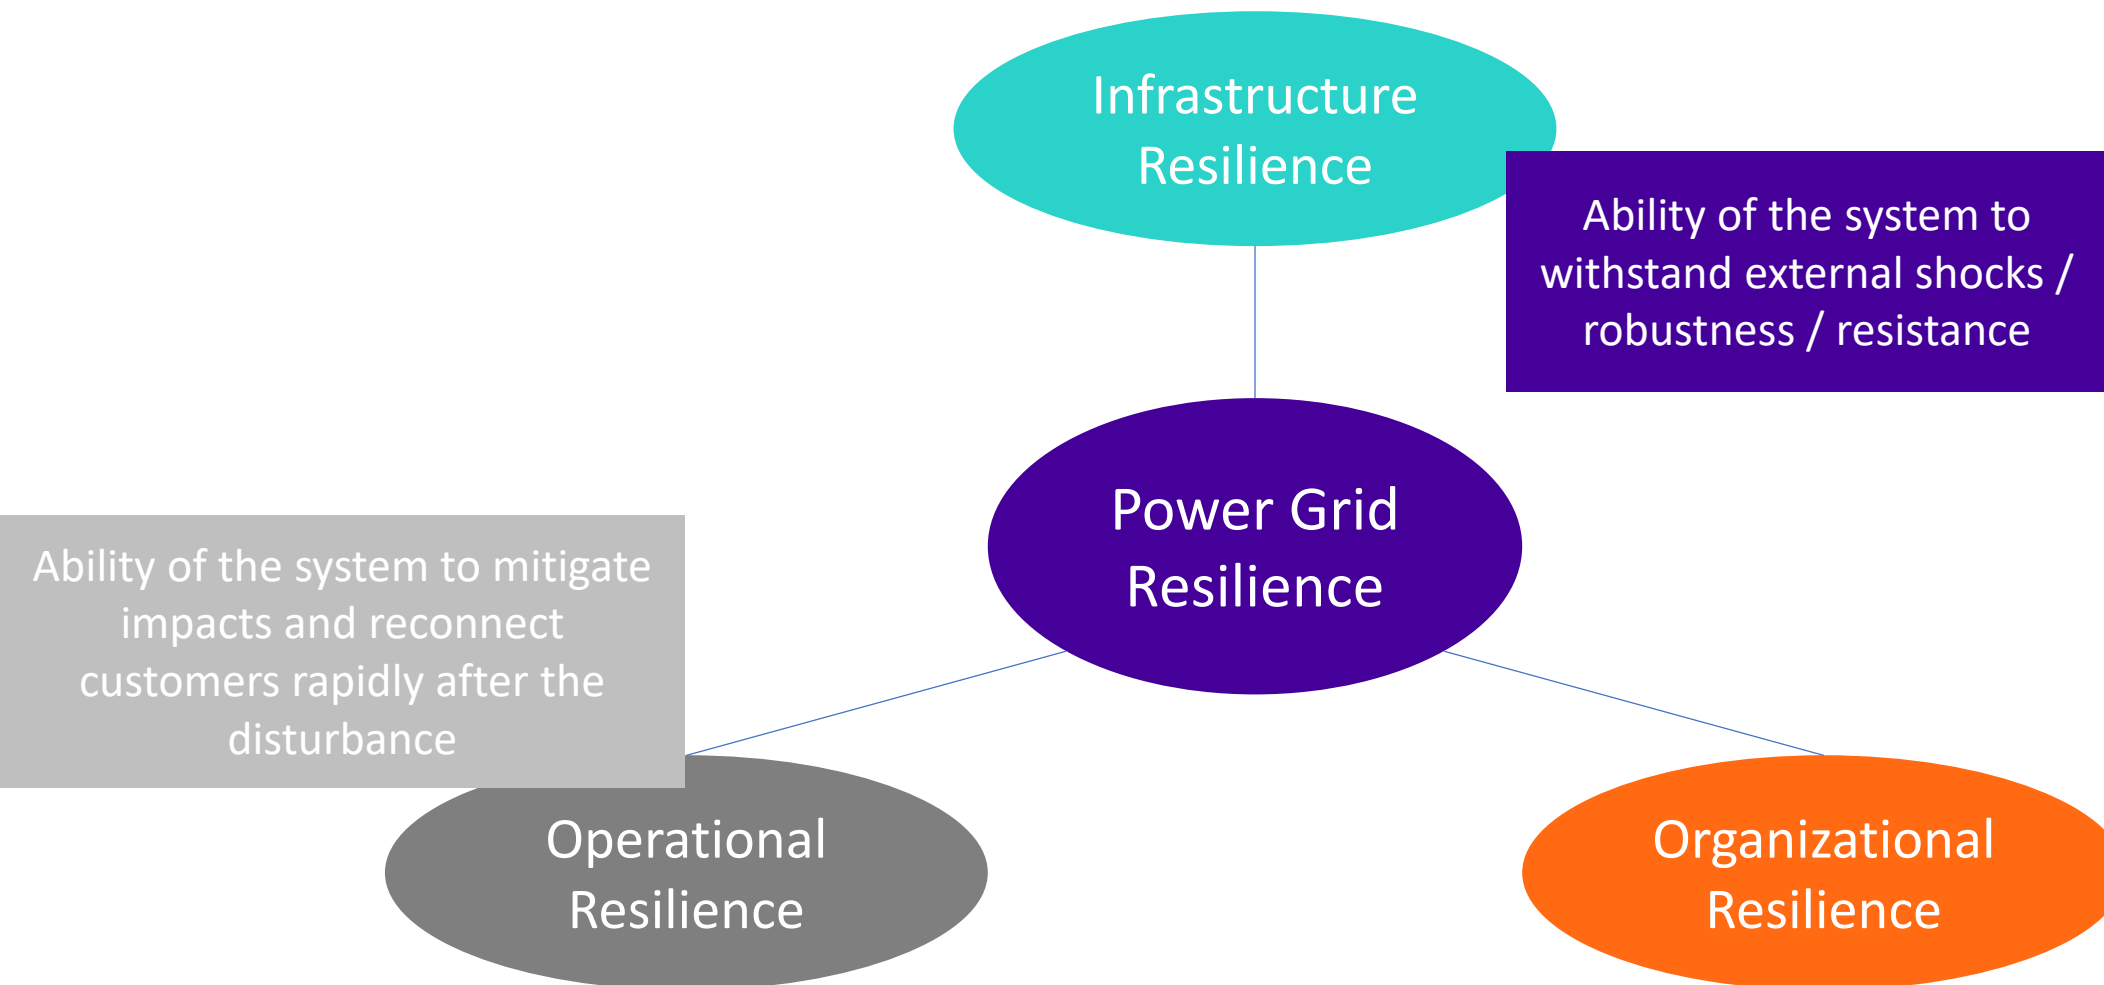 Infrastructure
Resilience
Ability of the system to
withstand external shocks /
robustness / resistance
Power Grid
Resilience
Ability of the system to mitigate
impacts and reconnect
customers rapidly after the
disturbance
Operational
Resilience
Organizational
Resilience